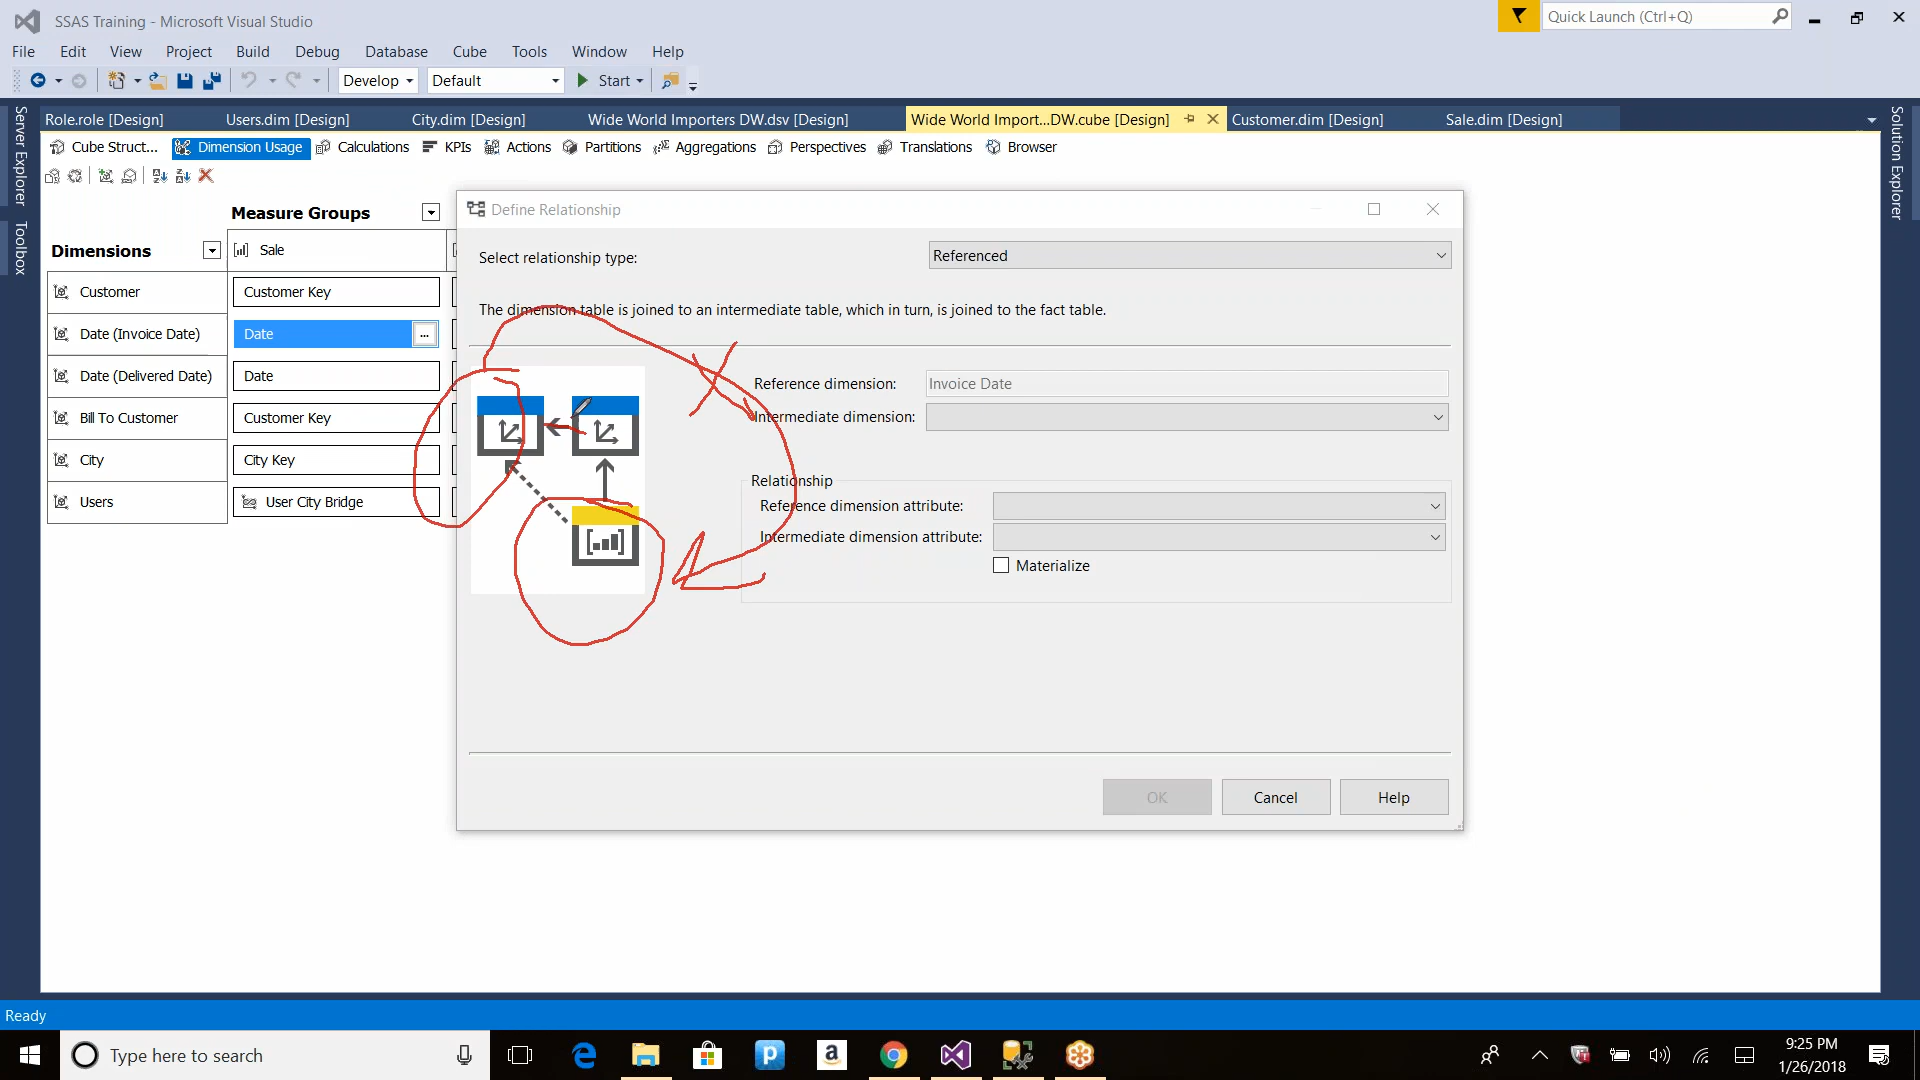 SSAS Training - Microsoft Visual Studio
Quick Launch (Ctrl+Q)
File Edit View Project Build Debug Database Cube Tools Window Help
Develop Default Start
Server Explorer
Toolbox
Solution Explorer
Role.role [Design] Users.dim [Design] City.dim [Design] Wide World Importers DW.dsv [Design] Wide World Import...DW.cube [Design] Customer.dim [Design] Sale.dim [Design]
Cube Struct... Dimension Usage Calculations KPIs Actions Partitions Aggregations Perspectives Translations Browser
Measure Groups
Dimensions Sale
Customer Customer Key
Date (Invoice Date) Date ...
Date (Delivered Date) Date
Bill To Customer Customer Key
City City Key
Users User City Bridge
Define Relationship
Select relationship type: Referenced
The dimension table is joined to an intermediate table, which in turn, is joined to the fact table.
Reference dimension: Invoice Date
Intermediate dimension:
Relationship
Reference dimension attribute:
Intermediate dimension attribute:
Materialize
OK Cancel Help
Ready
Type here to search
9:25 PM
1/26/2018